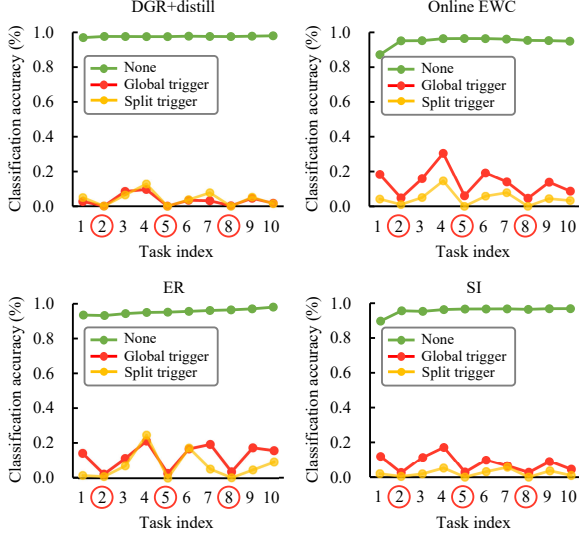 DGR+distill
Classification accuracy (%)
1.0
0.8
0.6
0.4
0.2
0.0
None
Global trigger
Split trigger
1 2 3 4 5 6 7 8 9 10
Task index
Online EWC
Classification accuracy (%)
1.0
0.8
0.6
0.4
0.2
0.0
None
Global trigger
Split trigger
1 2 3 4 5 6 7 8 9 10
Task index
ER
Classification accuracy (%)
1.0
0.8
0.6
0.4
0.2
0.0
None
Global trigger
Split trigger
1 2 3 4 5 6 7 8 9 10
Task index
SI
Classification accuracy (%)
1.0
0.8
0.6
0.4
0.2
0.0
None
Global trigger
Split trigger
1 2 3 4 5 6 7 8 9 10
Task index